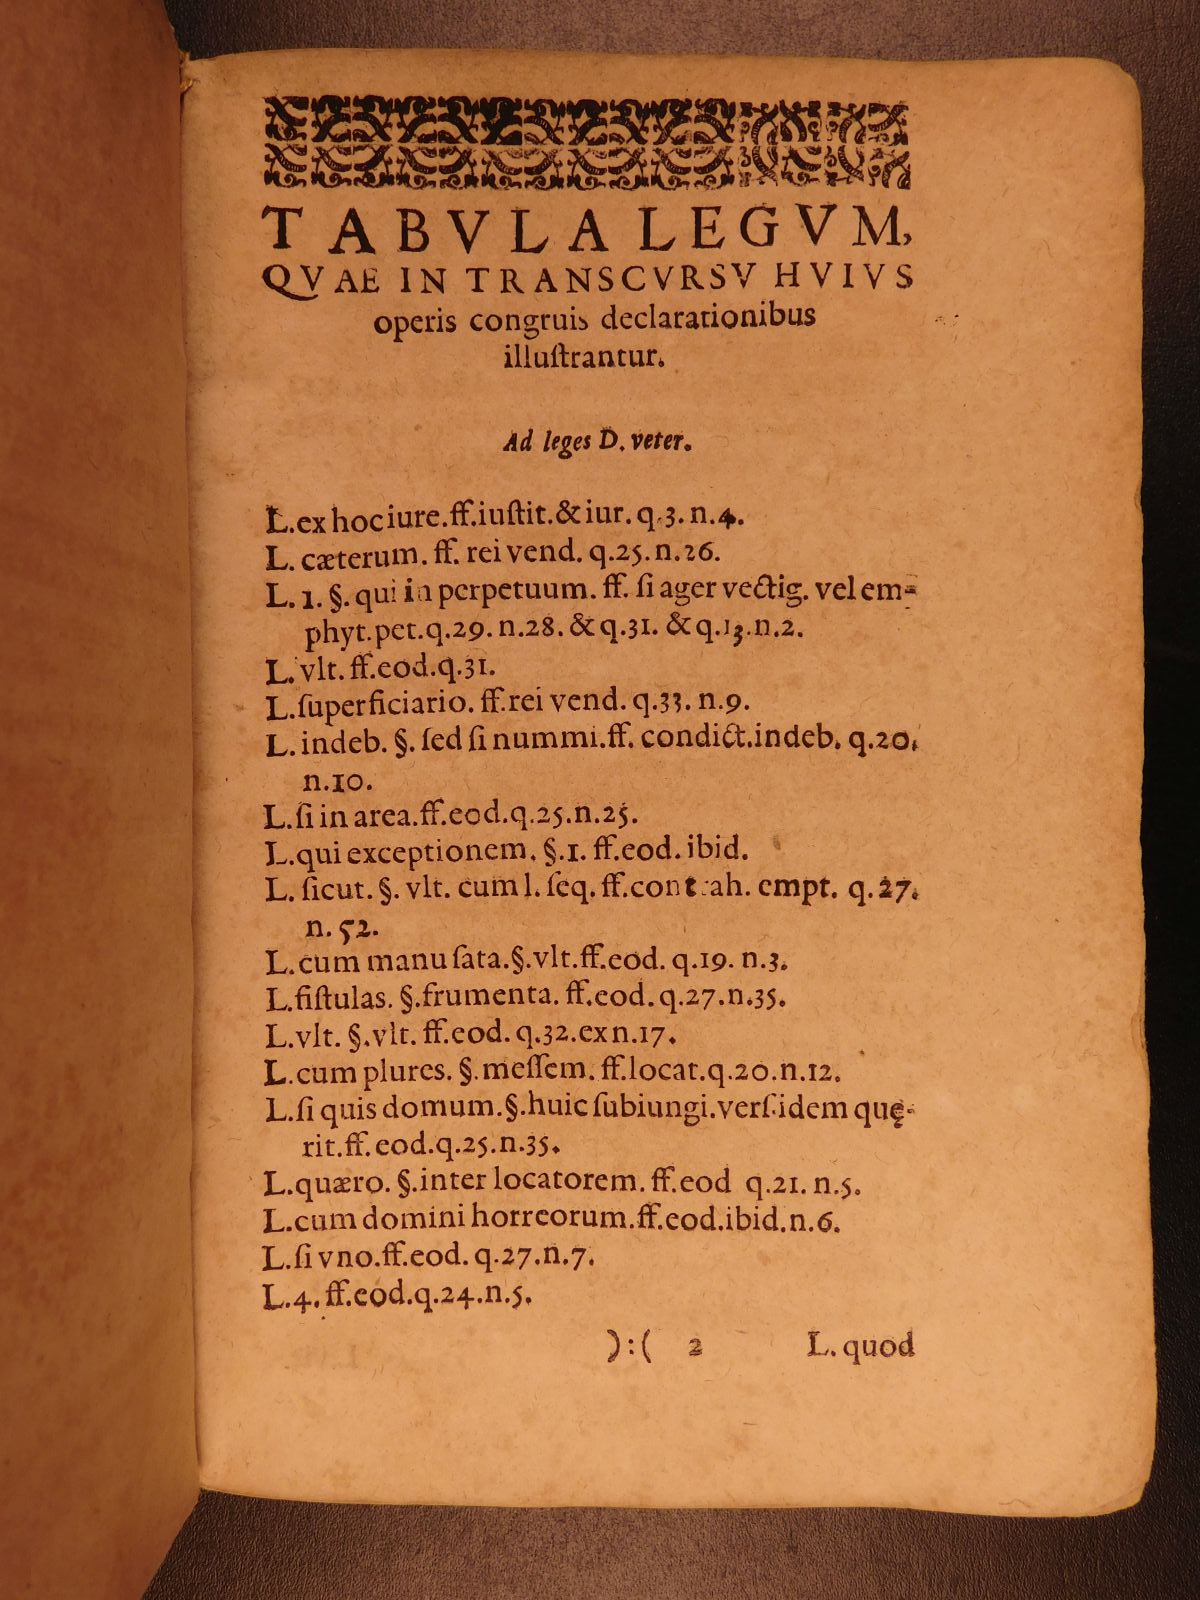 TABVLA LEGVM,
QVAE IN TRANSCVRSV HVIVS
operis congruis declarationibus
illuſtrantur.
Ad leges D. veter.
L. ex hoc iure. ff. iuſtit. & iur. q.3. n.4.
L. cæterum. ff. rei vend. q.25. n.26.
L. 1. §. qui in perpetuum. ff. ſi ager vectig. vel em-
phyt. pet. q.29. n.28. & q.31. & q.13. n.2.
L. vlt. ff. eod. q.31.
L. ſuperficiario. ff. rei vend. q.33. n.9.
L. indeb. §. ſed ſi nummi. ff. condict. indeb. q.20.
n.10.
L. ſi in area. ff. eod. q.25. n.25.
L. qui exceptionem. §.1. ff. eod. ibid.
L. ſicut. §. vlt. cum l. ſeq. ff. contrah. empt. q.27.
n. 52.
L. cum manu ſata. §. vlt. ff. eod. q.19. n.3.
L. fiſtulas. §. frumenta. ff. eod. q.27. n.35.
L. vlt. §. vlt. ff. eod. q.32. ex n.17.
L. cum plures. §. meſſem. ff. locat. q.20. n.12.
L. ſi quis domum. §. huic ſubiungi. verſ. idem quę-
rit. ff. eod. q.25. n.35.
L. quæro. §. inter locatorem. ff. eod q.21. n.5.
L. cum domini horreorum. ff. eod. ibid. n.6.
L. ſi vno. ff. eod. q.27. n.7.
L. 4. ff. eod. q.24. n.5.
):( 2 L. quod